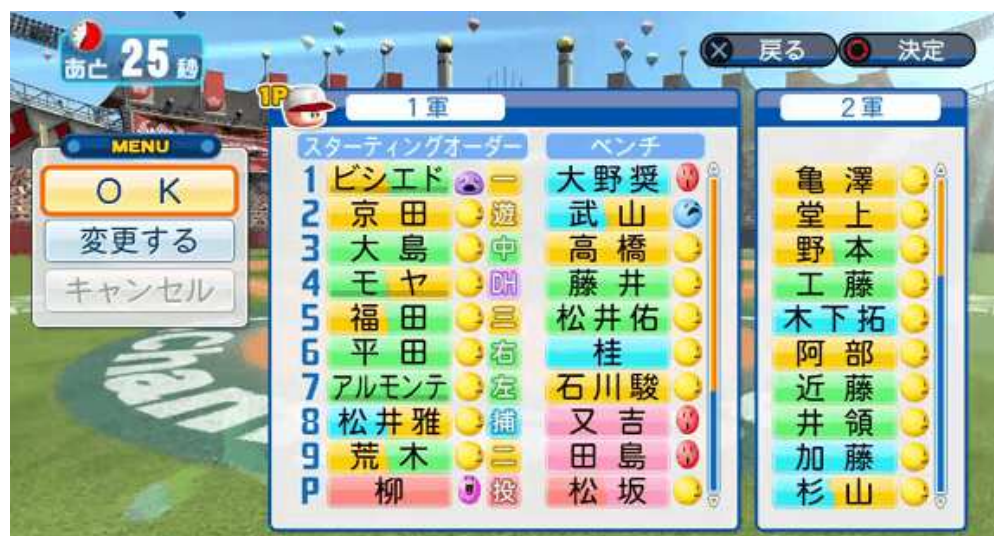 あと 25 秒
戻る 決定
1P
1軍
2軍
MENU
OK
変更する
キャンセル
スターティングオーダー
ベンチ
1 ビシエド 一
2 京田 遊
3 大島 中
4 モヤ DH
5 福田 三
6 平田 右
7 アルモンテ 左
8 松井雅 捕
9 荒木 二
P 柳 投
大野奨
武山
高橋
藤井
松井佑
桂
石川駿
又吉
田島
松坂
亀澤
堂上
野本
工藤
木下拓
阿部
近藤
井領
加藤
杉山